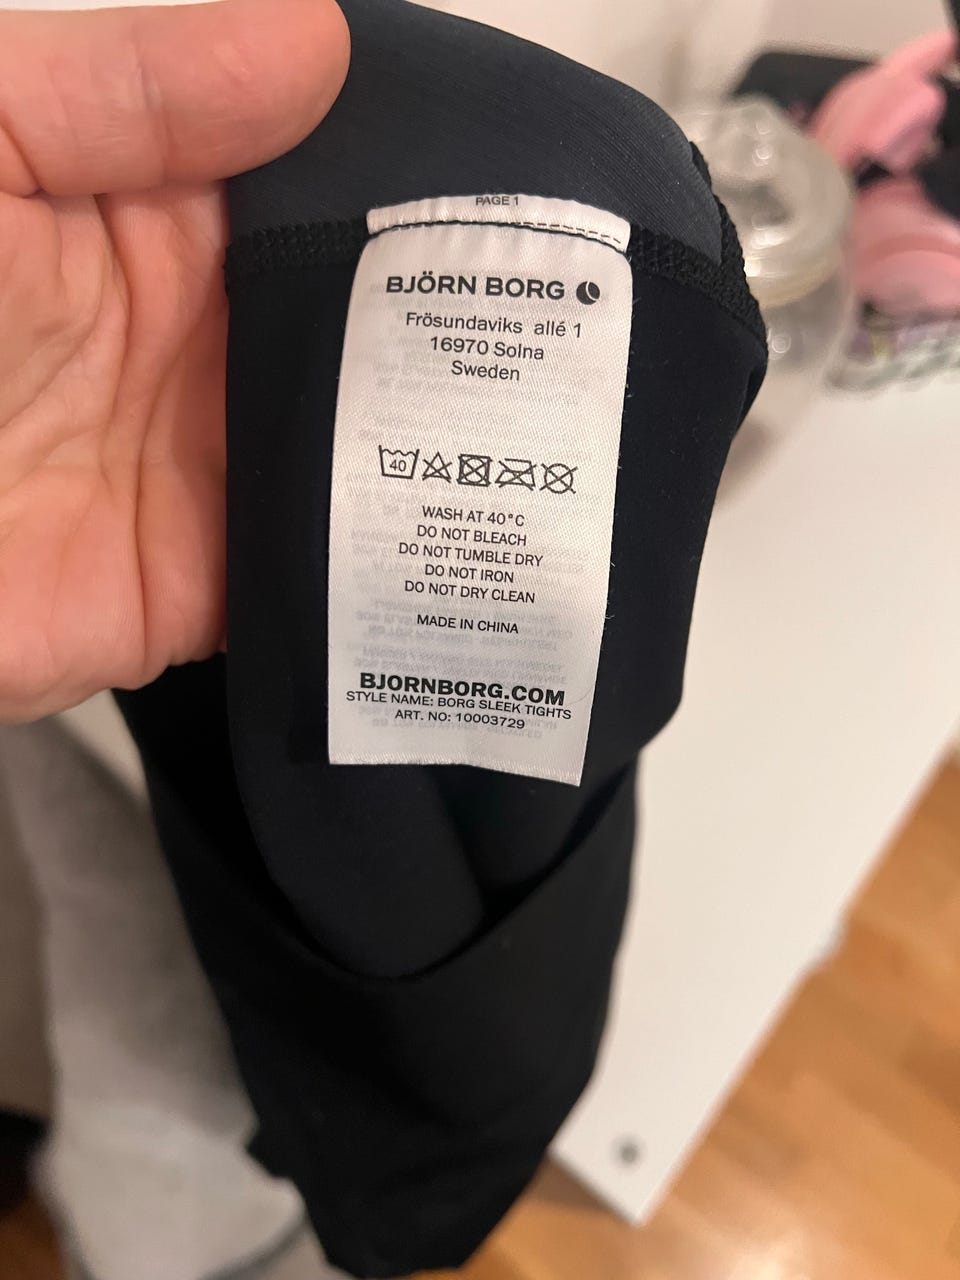 PAGE 1
BJÖRN BORG
Frösundaviks allé 1
16970 Solna
Sweden
40
WASH AT 40°C
DO NOT BLEACH
DO NOT TUMBLE DRY
DO NOT IRON
DO NOT DRY CLEAN
MADE IN CHINA
BJORNBORG.COM
STYLE NAME: BORG SLEEK TIGHTS
ART. NO: 10003729